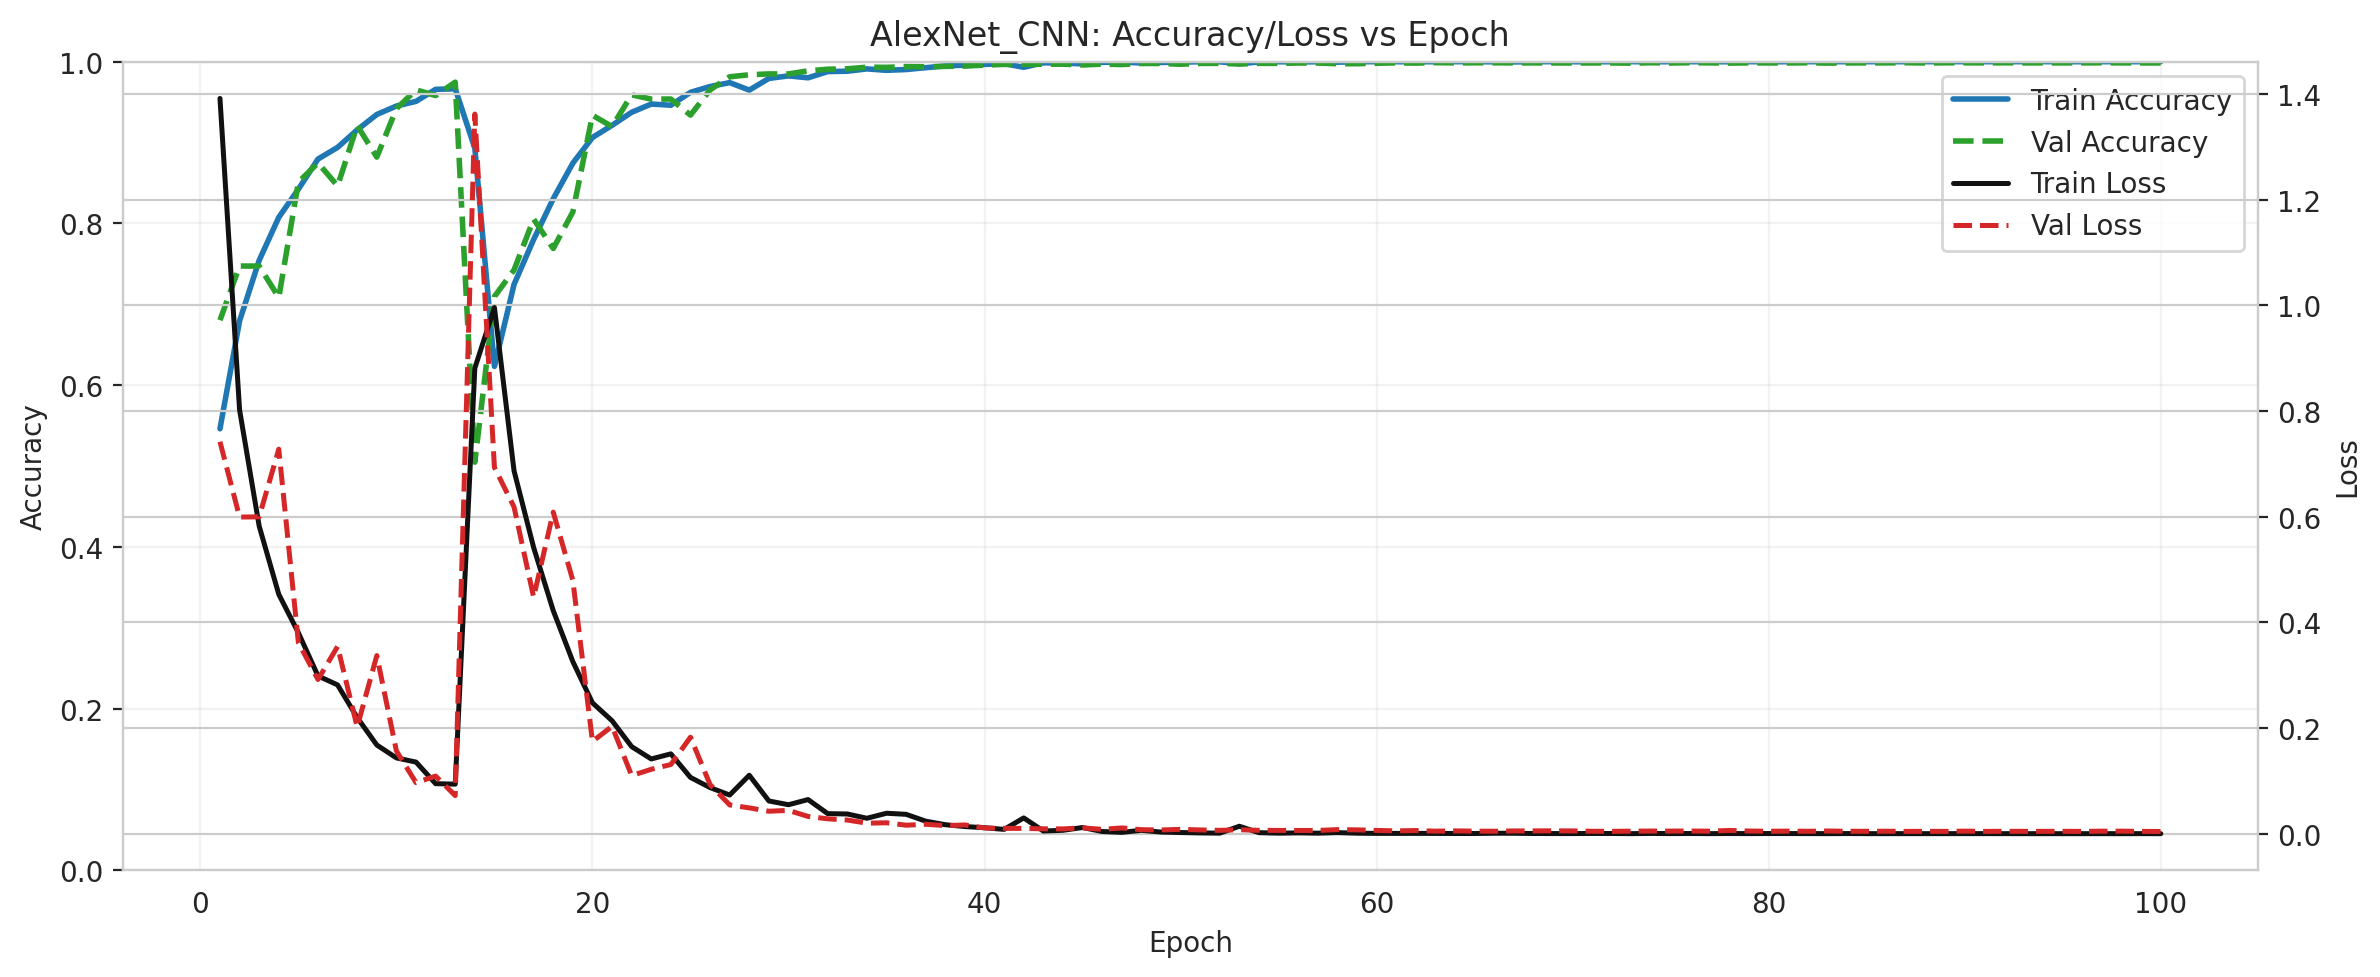 AlexNet_CNN: Accuracy/Loss vs Epoch
1.0
0.8
0.6
0.4
0.2
0.0
Accuracy
1.4
1.2
1.0
0.8
0.6
0.4
0.2
0.0
Loss
Train Accuracy
Val Accuracy
Train Loss
Val Loss
0 20 40 60 80 100
Epoch